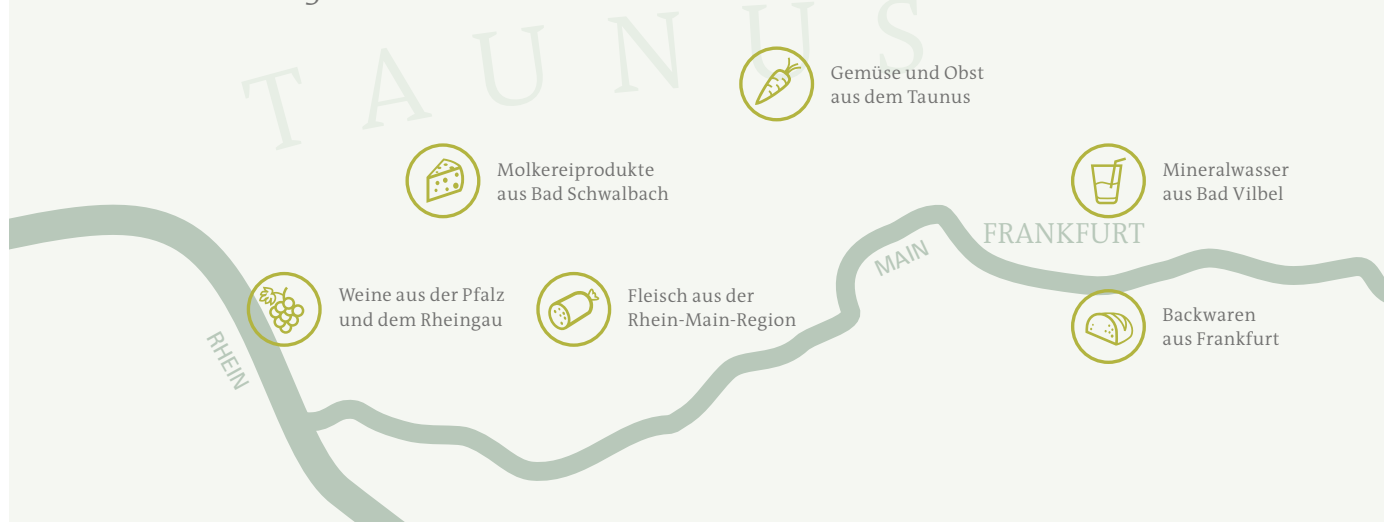 TAUNUS
Gemüse und Obst
aus dem Taunus
Molkereiprodukte
aus Bad Schwalbach
Mineralwasser
aus Bad Vilbel
FRANKFURT
MAIN
Weine aus der Pfalz
und dem Rheingau
Fleisch aus der
Rhein-Main-Region
Backwaren
aus Frankfurt
RHEIN